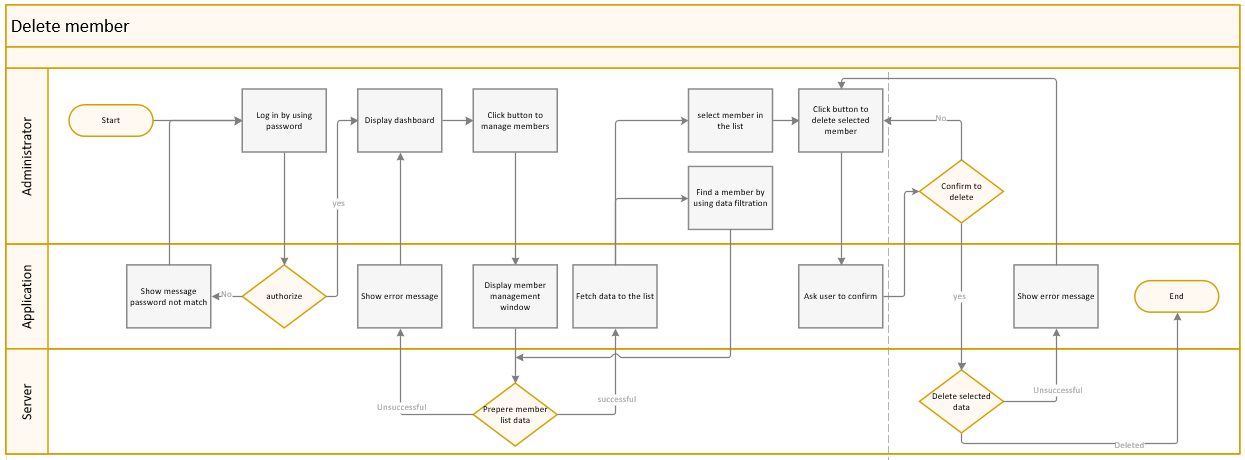 Delete member
Administrator
Start
Log in by using
password
Display dashboard
Click button to
manage members
select member in
the list
Click button to
delete selected
member
No
Find a member by
using data filtration
Confirm to
delete
yes
Application
Show message
password not match
No
authorize
Show error message
Display member
management
window
Fetch data to the list
Ask user to confirm
yes
Show error message
End
Server
Unsuccessful
Prepere member
list data
successful
Delete selected
data
Unsuccessful
Deleted